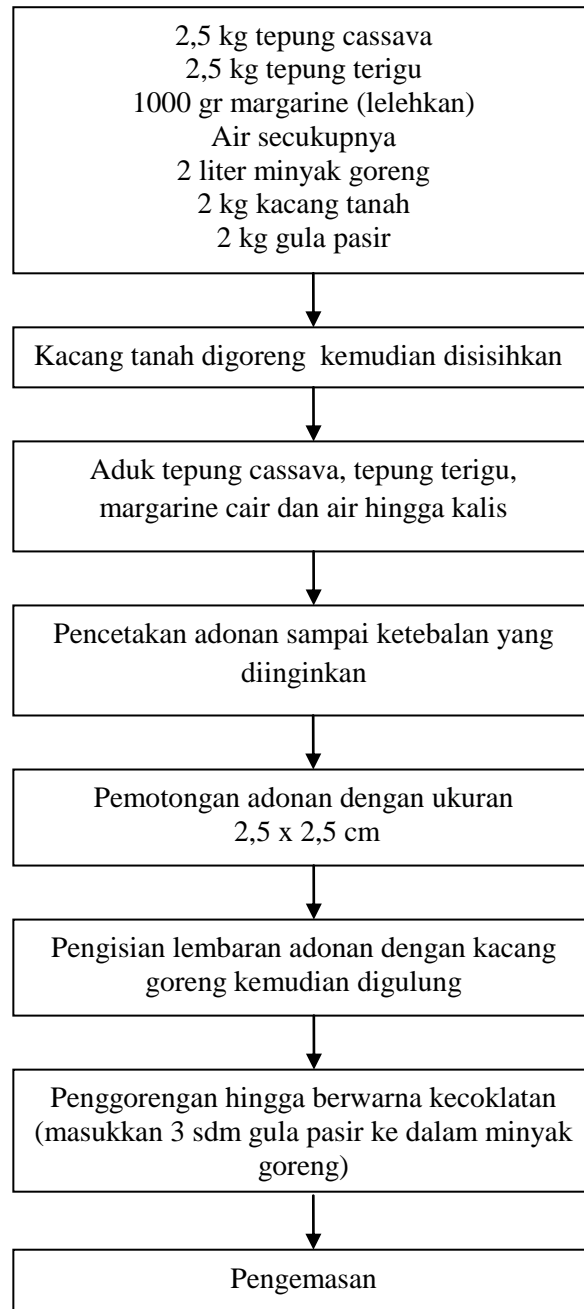 2,5 kg tepung cassava
2,5 kg tepung terigu
1000 gr margarine (lelehkan)
Air secukupnya
2 liter minyak goreng
2 kg kacang tanah
2 kg gula pasir
Kacang tanah digoreng kemudian disisihkan
Aduk tepung cassava, tepung terigu,
margarine cair dan air hingga kalis
Pencetakan adonan sampai ketebalan yang
diinginkan
Pemotongan adonan dengan ukuran
2,5 x 2,5 cm
Pengisian lembaran adonan dengan kacang
goreng kemudian digulung
Penggorengan hingga berwarna kecoklatan
(masukkan 3 sdm gula pasir ke dalam minyak
goreng)
Pengemasan